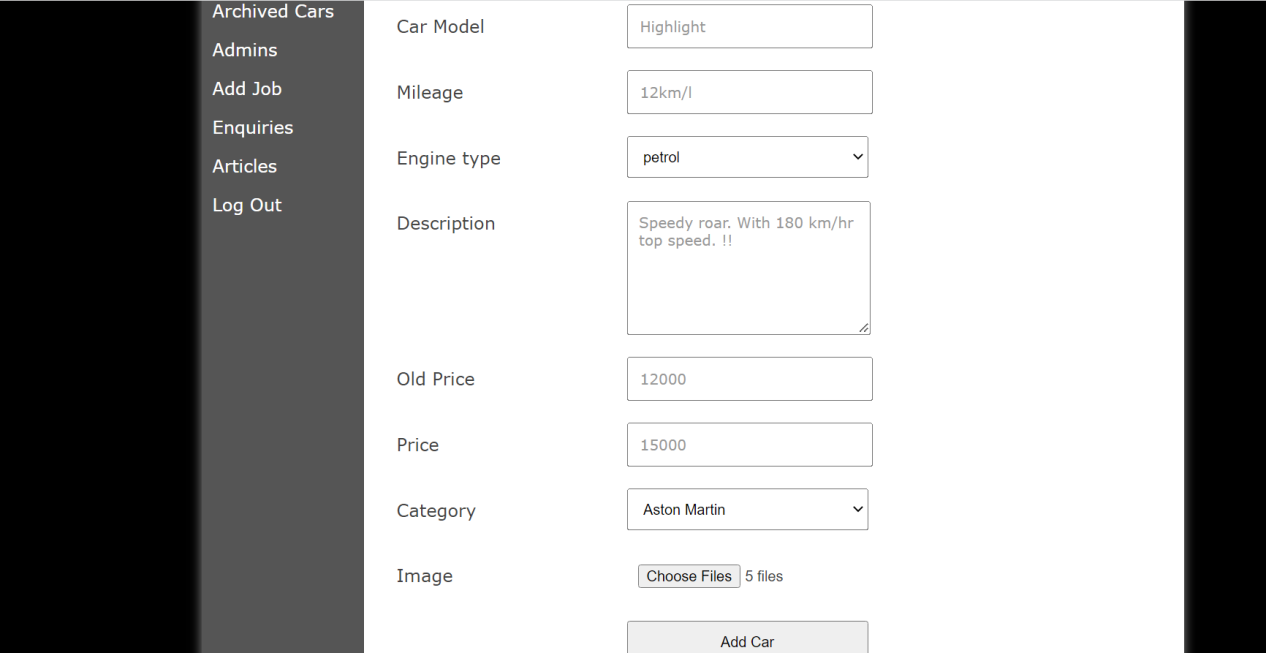 Archived Cars
Admins
Add Job
Enquiries
Articles
Log Out
Car Model
Highlight
Mileage
12km/l
Engine type
petrol
Description
Speedy roar. With 180 km/hr
top speed. !!
Old Price
12000
Price
15000
Category
Aston Martin
Image
Choose Files 5 files
Add Car